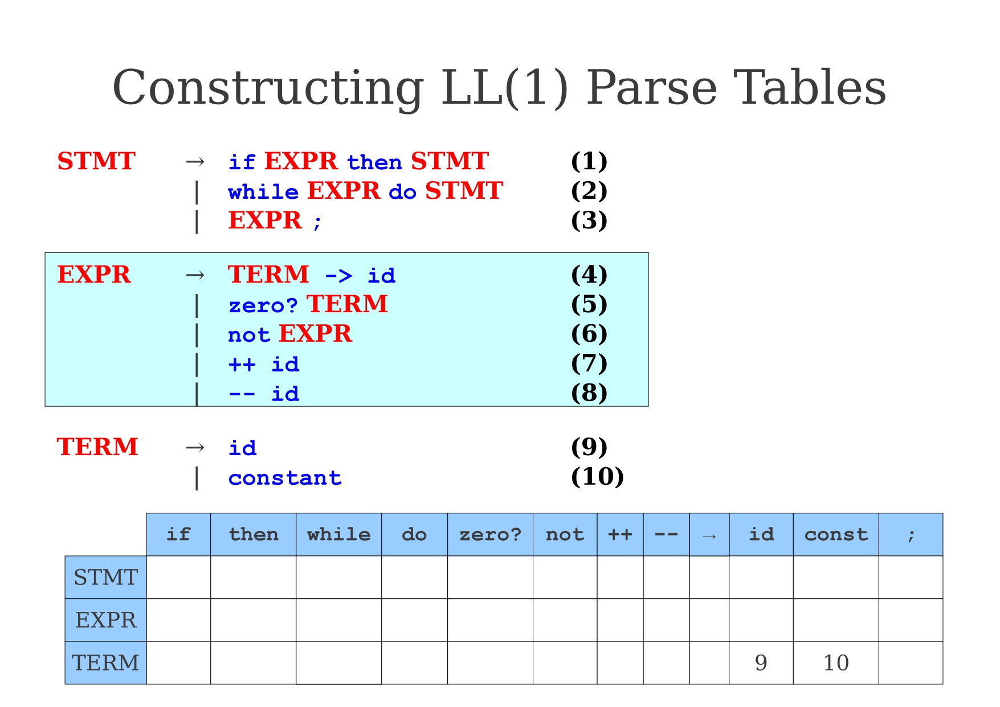 Constructing LL(1) Parse Tables
STMT → if EXPR then STMT (1)
| while EXPR do STMT (2)
| EXPR ; (3)
EXPR → TERM -> id (4)
| zero? TERM (5)
| not EXPR (6)
| ++ id (7)
| -- id (8)
TERM → id (9)
| constant (10)
if then while do zero? not ++ -- → id const ;
STMT
EXPR
TERM 9 10